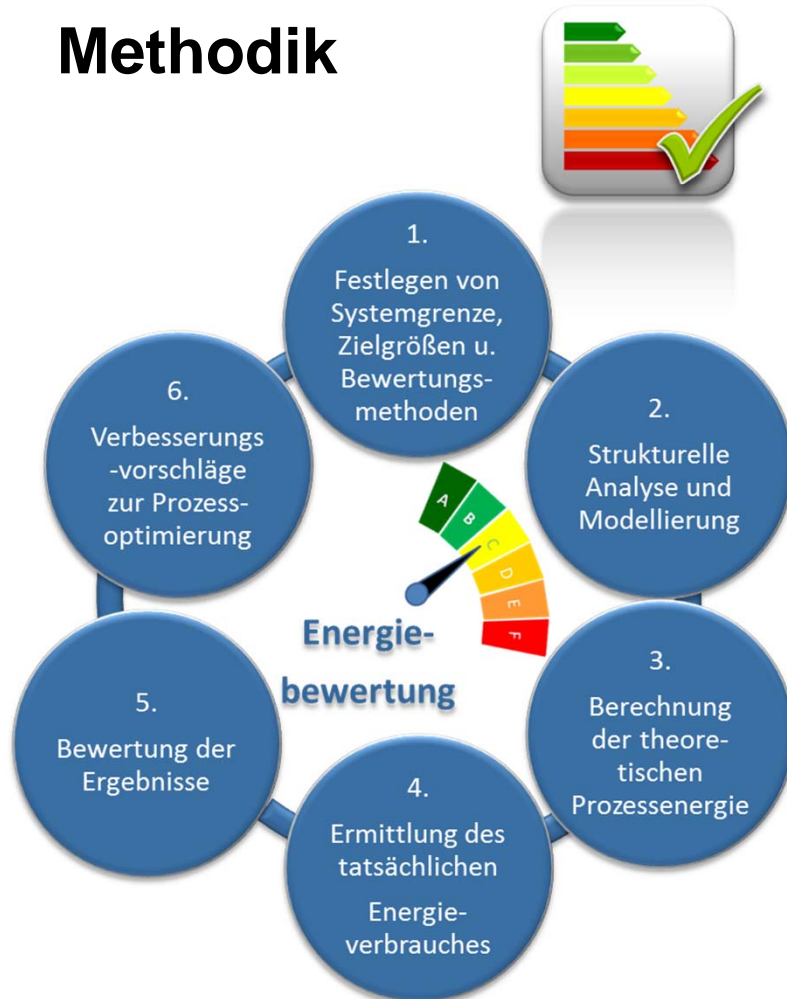 Methodik
1.
Festlegen von
Systemgrenze,
Zielgrößen u.
Bewertungs-
methoden
2.
Strukturelle
Analyse und
Modellierung
3.
Berechnung
der theore-
tischen
Prozessenergie
4.
Ermittlung des
tatsächlichen
Energie-
verbrauches
5.
Bewertung der
Ergebnisse
6.
Verbesserungs
-vorschläge
zur Prozess-
optimierung
A
B
C
D
E
F
Energie-
bewertung